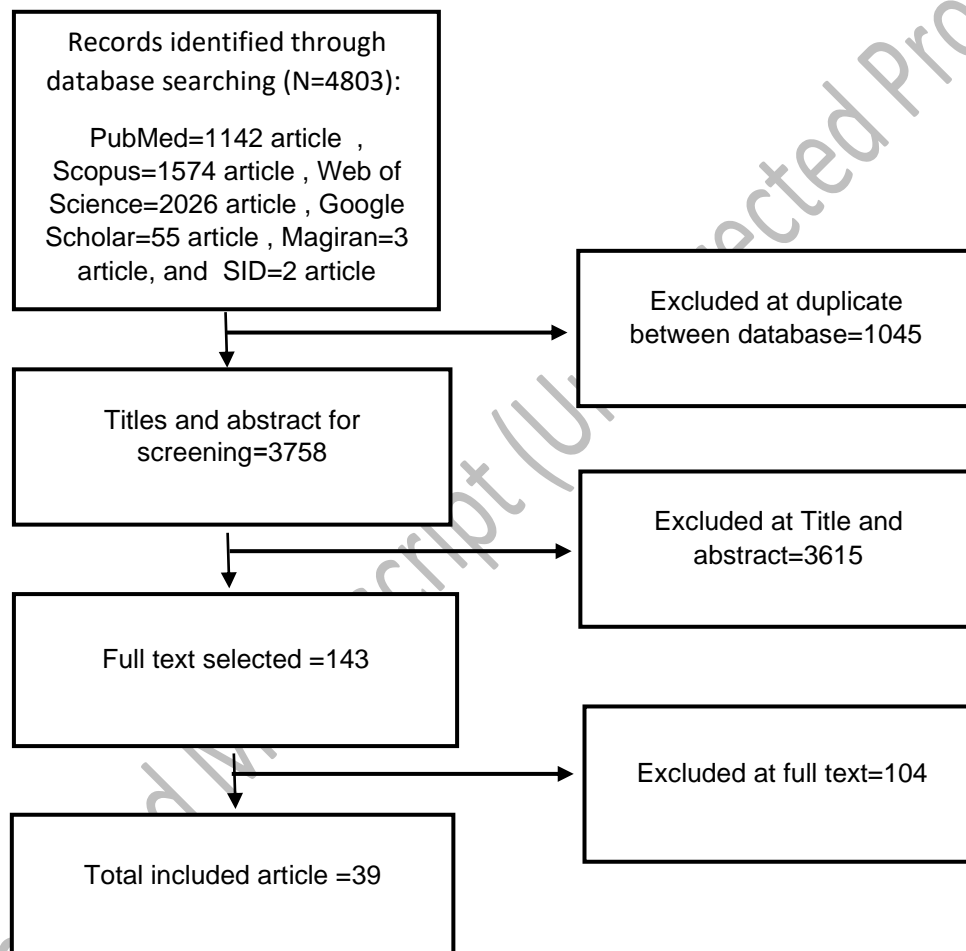 Records identified through
database searching (N=4803):
PubMed=1142 article ,
Scopus=1574 article , Web of
Science=2026 article , Google
Scholar=55 article , Magiran=3
article, and SID=2 article
Excluded at duplicate
between database=1045
Titles and abstract for
screening=3758
Excluded at Title and
abstract=3615
Full text selected =143
Excluded at full text=104
Total included article =39